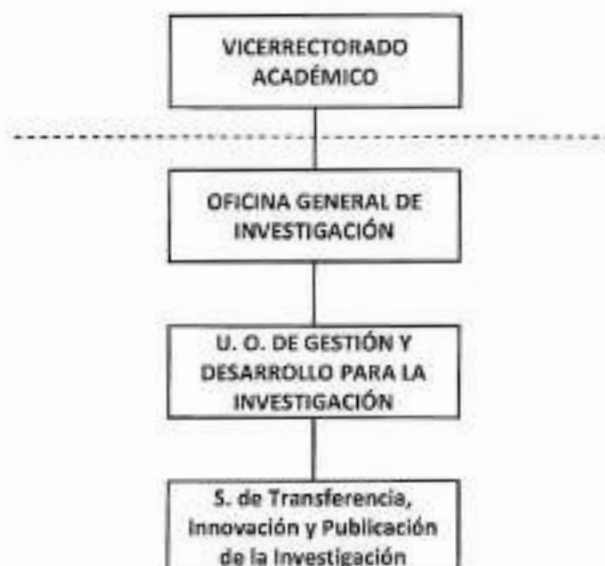 VICERRECTORADO
ACADÉMICO
OFICINA GENERAL DE
INVESTIGACIÓN
U. O. DE GESTIÓN Y
DESARROLLO PARA LA
INVESTIGACIÓN
S. de Transferencia,
Innovación y Publicación
de la Investigación